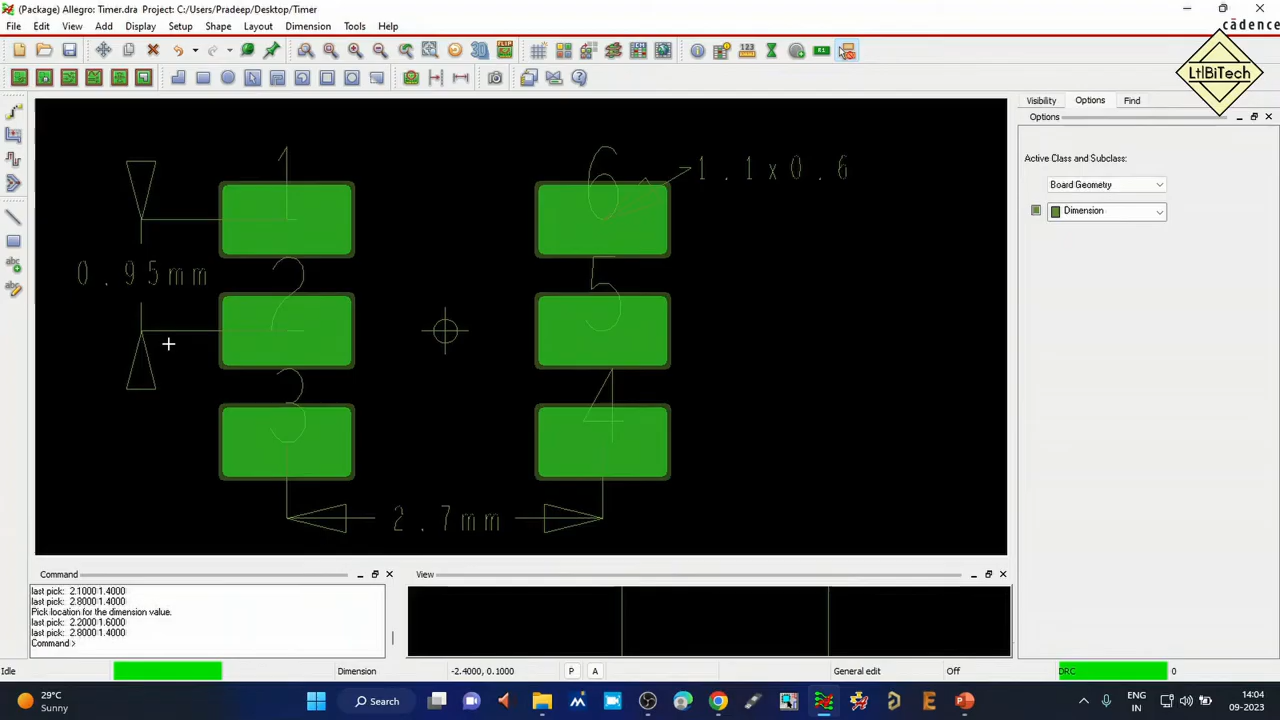 (Package) Allegro: Timer.dra Project: C:/Users/Pradeep/Desktop/Timer
File Edit View Add Display Setup Shape Layout Dimension Tools Help
cādence
LtlBiTech
Visibility Options Find
Options
Active Class and Subclass:
Board Geometry
Dimension
1
6
1.1x0.6
0.95mm
2
5
3
4
2.7mm
Command
View
last pick: 2.1000 1.4000
last pick: 2.8000 1.4000
Pick location for the dimension value.
last pick: 2.2000 1.6000
last pick: 2.8000 1.4000
Command >
Idle
Dimension
-2.4000, 0.1000
P
A
General edit
Off
DRC
0
29°C
Sunny
Search
ENG
IN
14:04
09-2023